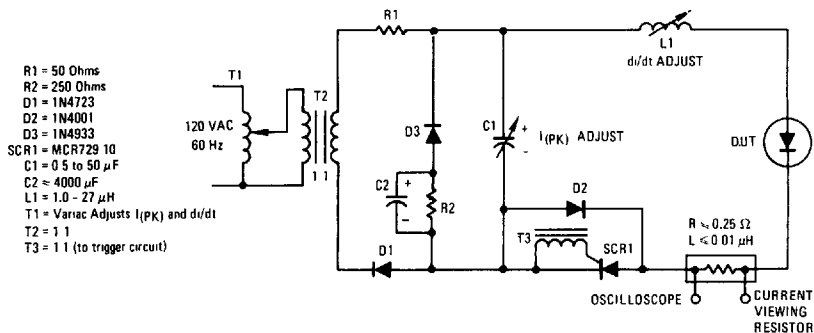 R1 = 50 Ohms
R2 = 250 Ohms
D1 = 1N4723
D2 = 1N4001
D3 = 1N4933
SCR1 = MCR729 10
C1 = 0 5 to 50 μF
C2 ≈ 4000 μF
L1 = 1.0 - 27 μH
T1 = Variac Adjusts I(PK) and di/dt
T2 = 1 1
T3 = 1 1 (to trigger circuit)
T1
120 VAC
60 Hz
T2
1 1
R1
D3
C2
+
−
R2
D1
C1
+
−
I(PK) ADJUST
D2
T3
SCR1
L1
di/dt ADJUST
DUT
R ⩽ 0.25 Ω
L ⩽ 0 01 μH
OSCILLOSCOPE
CURRENT
VIEWING
RESISTOR